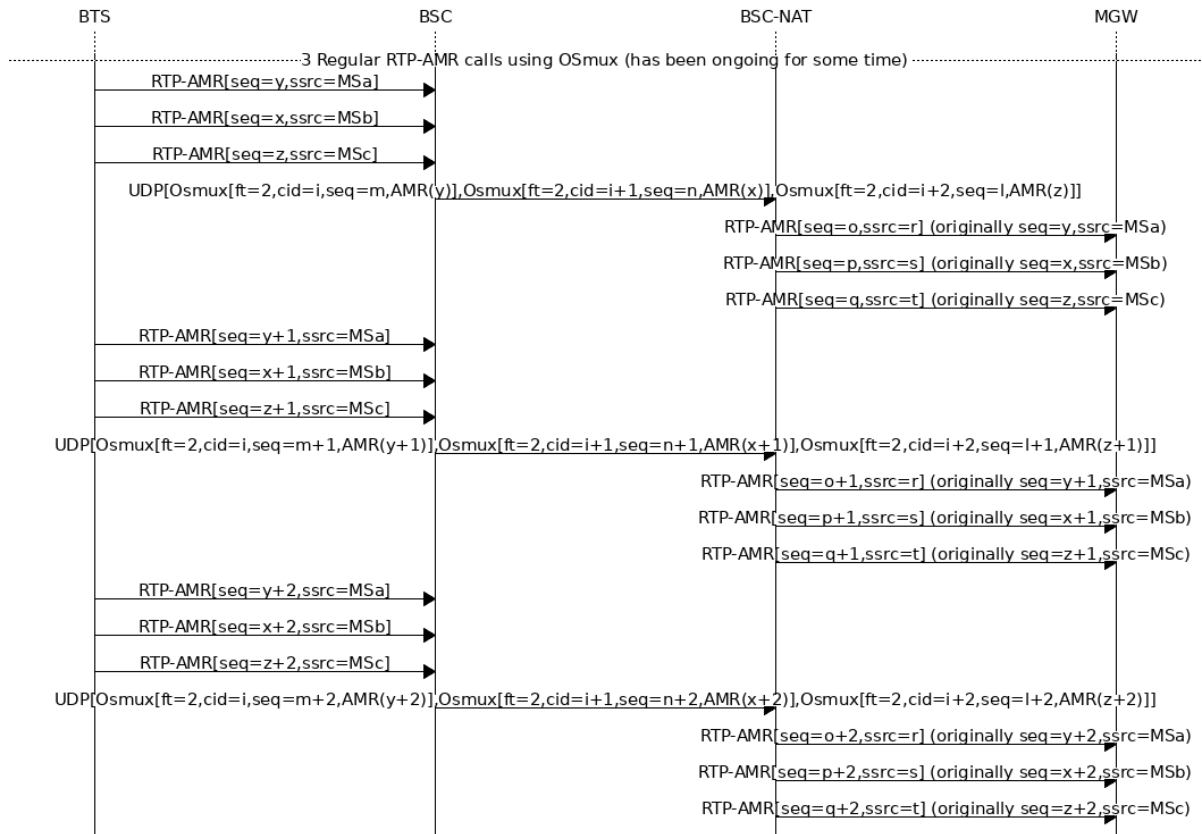 BTS BSC BSC-NAT MGW
3 Regular RTP-AMR calls using OSmux (has been ongoing for some time)
RTP-AMR[seq=y,ssrc=MSa]
RTP-AMR[seq=x,ssrc=MSb]
RTP-AMR[seq=z,ssrc=MSc]
UDP[Osmux[ft=2,cid=i,seq=m,AMR(y)],Osmux[ft=2,cid=i+1,seq=n,AMR(x)],Osmux[ft=2,cid=i+2,seq=l,AMR(z)]]
RTP-AMR[seq=o,ssrc=r] (originally seq=y,ssrc=MSa)
RTP-AMR[seq=p,ssrc=s] (originally seq=x,ssrc=MSb)
RTP-AMR[seq=q,ssrc=t] (originally seq=z,ssrc=MSc)
RTP-AMR[seq=y+1,ssrc=MSa]
RTP-AMR[seq=x+1,ssrc=MSb]
RTP-AMR[seq=z+1,ssrc=MSc]
UDP[Osmux[ft=2,cid=i,seq=m+1,AMR(y+1)],Osmux[ft=2,cid=i+1,seq=n+1,AMR(x+1)],Osmux[ft=2,cid=i+2,seq=l+1,AMR(z+1)]]
RTP-AMR[seq=o+1,ssrc=r] (originally seq=y+1,ssrc=MSa)
RTP-AMR[seq=p+1,ssrc=s] (originally seq=x+1,ssrc=MSb)
RTP-AMR[seq=q+1,ssrc=t] (originally seq=z+1,ssrc=MSc)
RTP-AMR[seq=y+2,ssrc=MSa]
RTP-AMR[seq=x+2,ssrc=MSb]
RTP-AMR[seq=z+2,ssrc=MSc]
UDP[Osmux[ft=2,cid=i,seq=m+2,AMR(y+2)],Osmux[ft=2,cid=i+1,seq=n+2,AMR(x+2)],Osmux[ft=2,cid=i+2,seq=l+2,AMR(z+2)]]
RTP-AMR[seq=o+2,ssrc=r] (originally seq=y+2,ssrc=MSa)
RTP-AMR[seq=p+2,ssrc=s] (originally seq=x+2,ssrc=MSb)
RTP-AMR[seq=q+2,ssrc=t] (originally seq=z+2,ssrc=MSc)